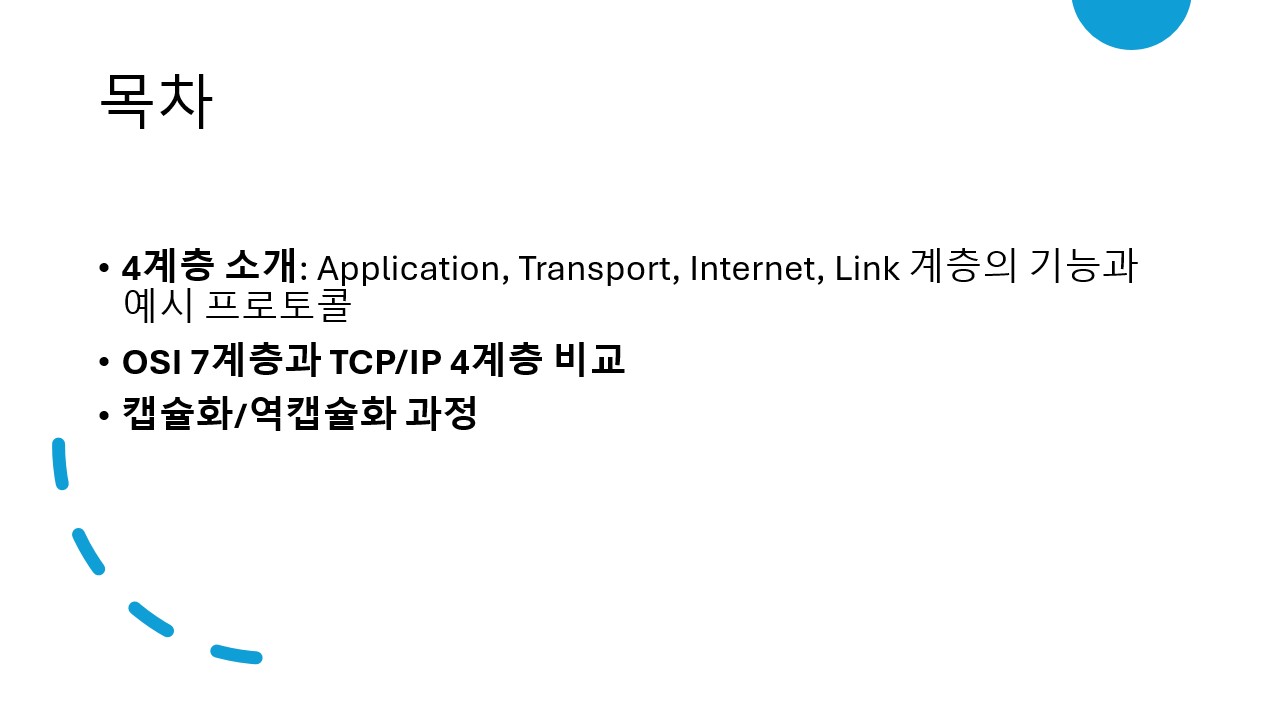 목차
• 4계층 소개: Application, Transport, Internet, Link 계층의 기능과
예시 프로토콜
• OSI 7계층과 TCP/IP 4계층 비교
• 캡슐화/역캡슐화 과정